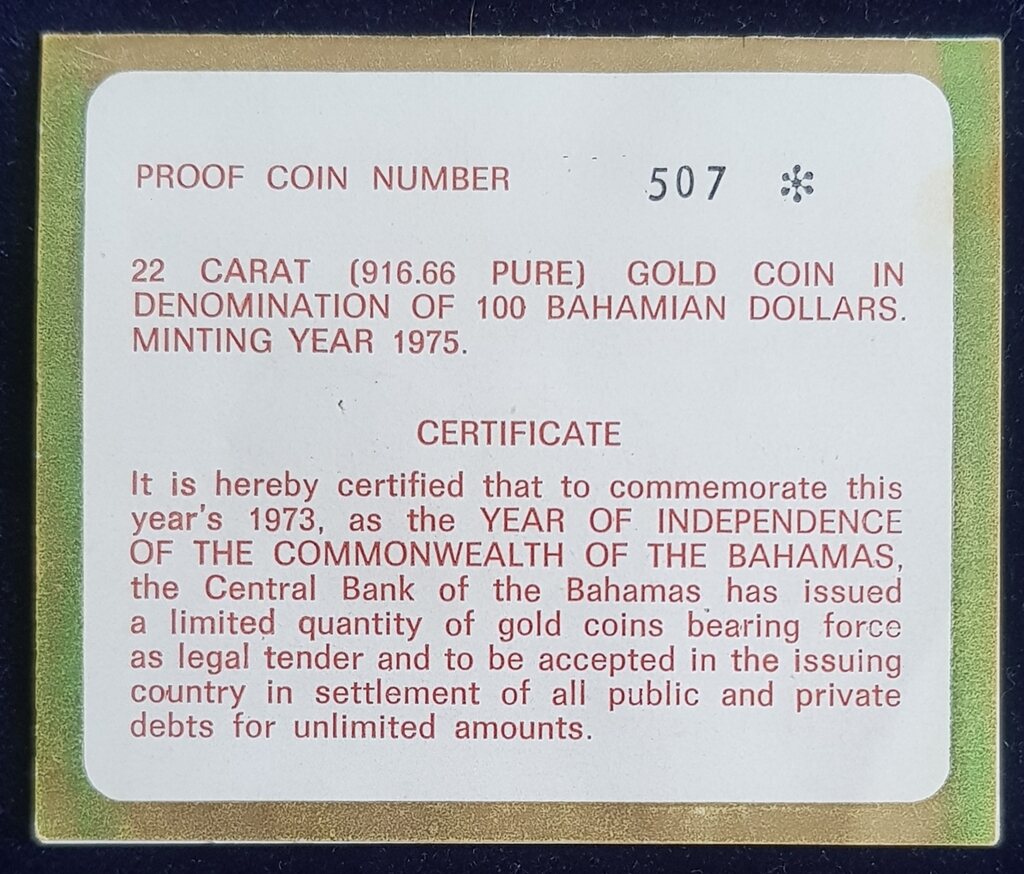 PROOF COIN NUMBER 507 *
22 CARAT (916.66 PURE) GOLD COIN IN
DENOMINATION OF 100 BAHAMIAN DOLLARS.
MINTING YEAR 1975.
CERTIFICATE
It is hereby certified that to commemorate this
year's 1973, as the YEAR OF INDEPENDENCE
OF THE COMMONWEALTH OF THE BAHAMAS,
the Central Bank of the Bahamas has issued
a limited quantity of gold coins bearing force
as legal tender and to be accepted in the issuing
country in settlement of all public and private
debts for unlimited amounts.